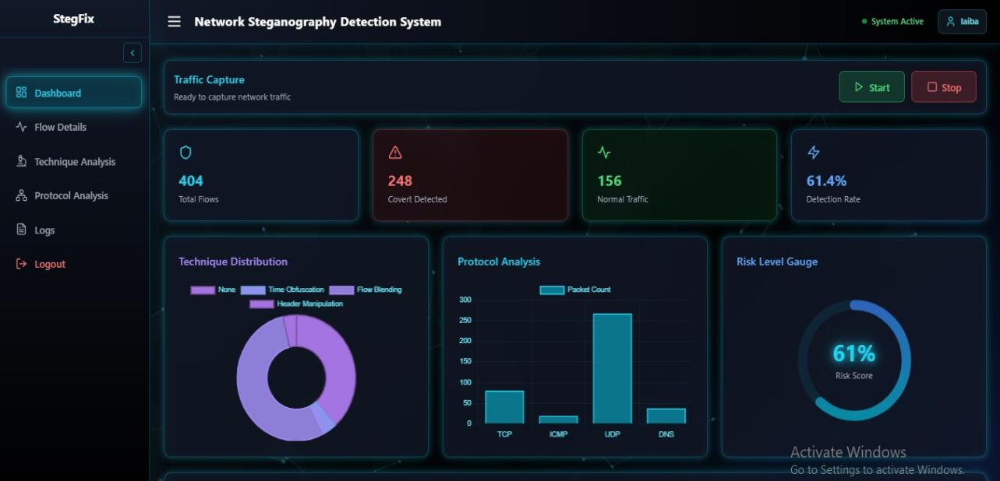 StegFix
Network Steganography Detection System
System Active
laiba
Dashboard
Flow Details
Technique Analysis
Protocol Analysis
Logs
Logout
Traffic Capture
Ready to capture network traffic
Start
Stop
404
Total Flows
248
Covert Detected
156
Normal Traffic
61.4%
Detection Rate
Technique Distribution
None Time Obfuscation Flow Blending
Header Manipulation
Protocol Analysis
Packet Count
300
250
200
150
100
50
0
TCP ICMP UDP DNS
Risk Level Gauge
61%
Risk Score
Activate Windows
Go to Settings to activate Windows.